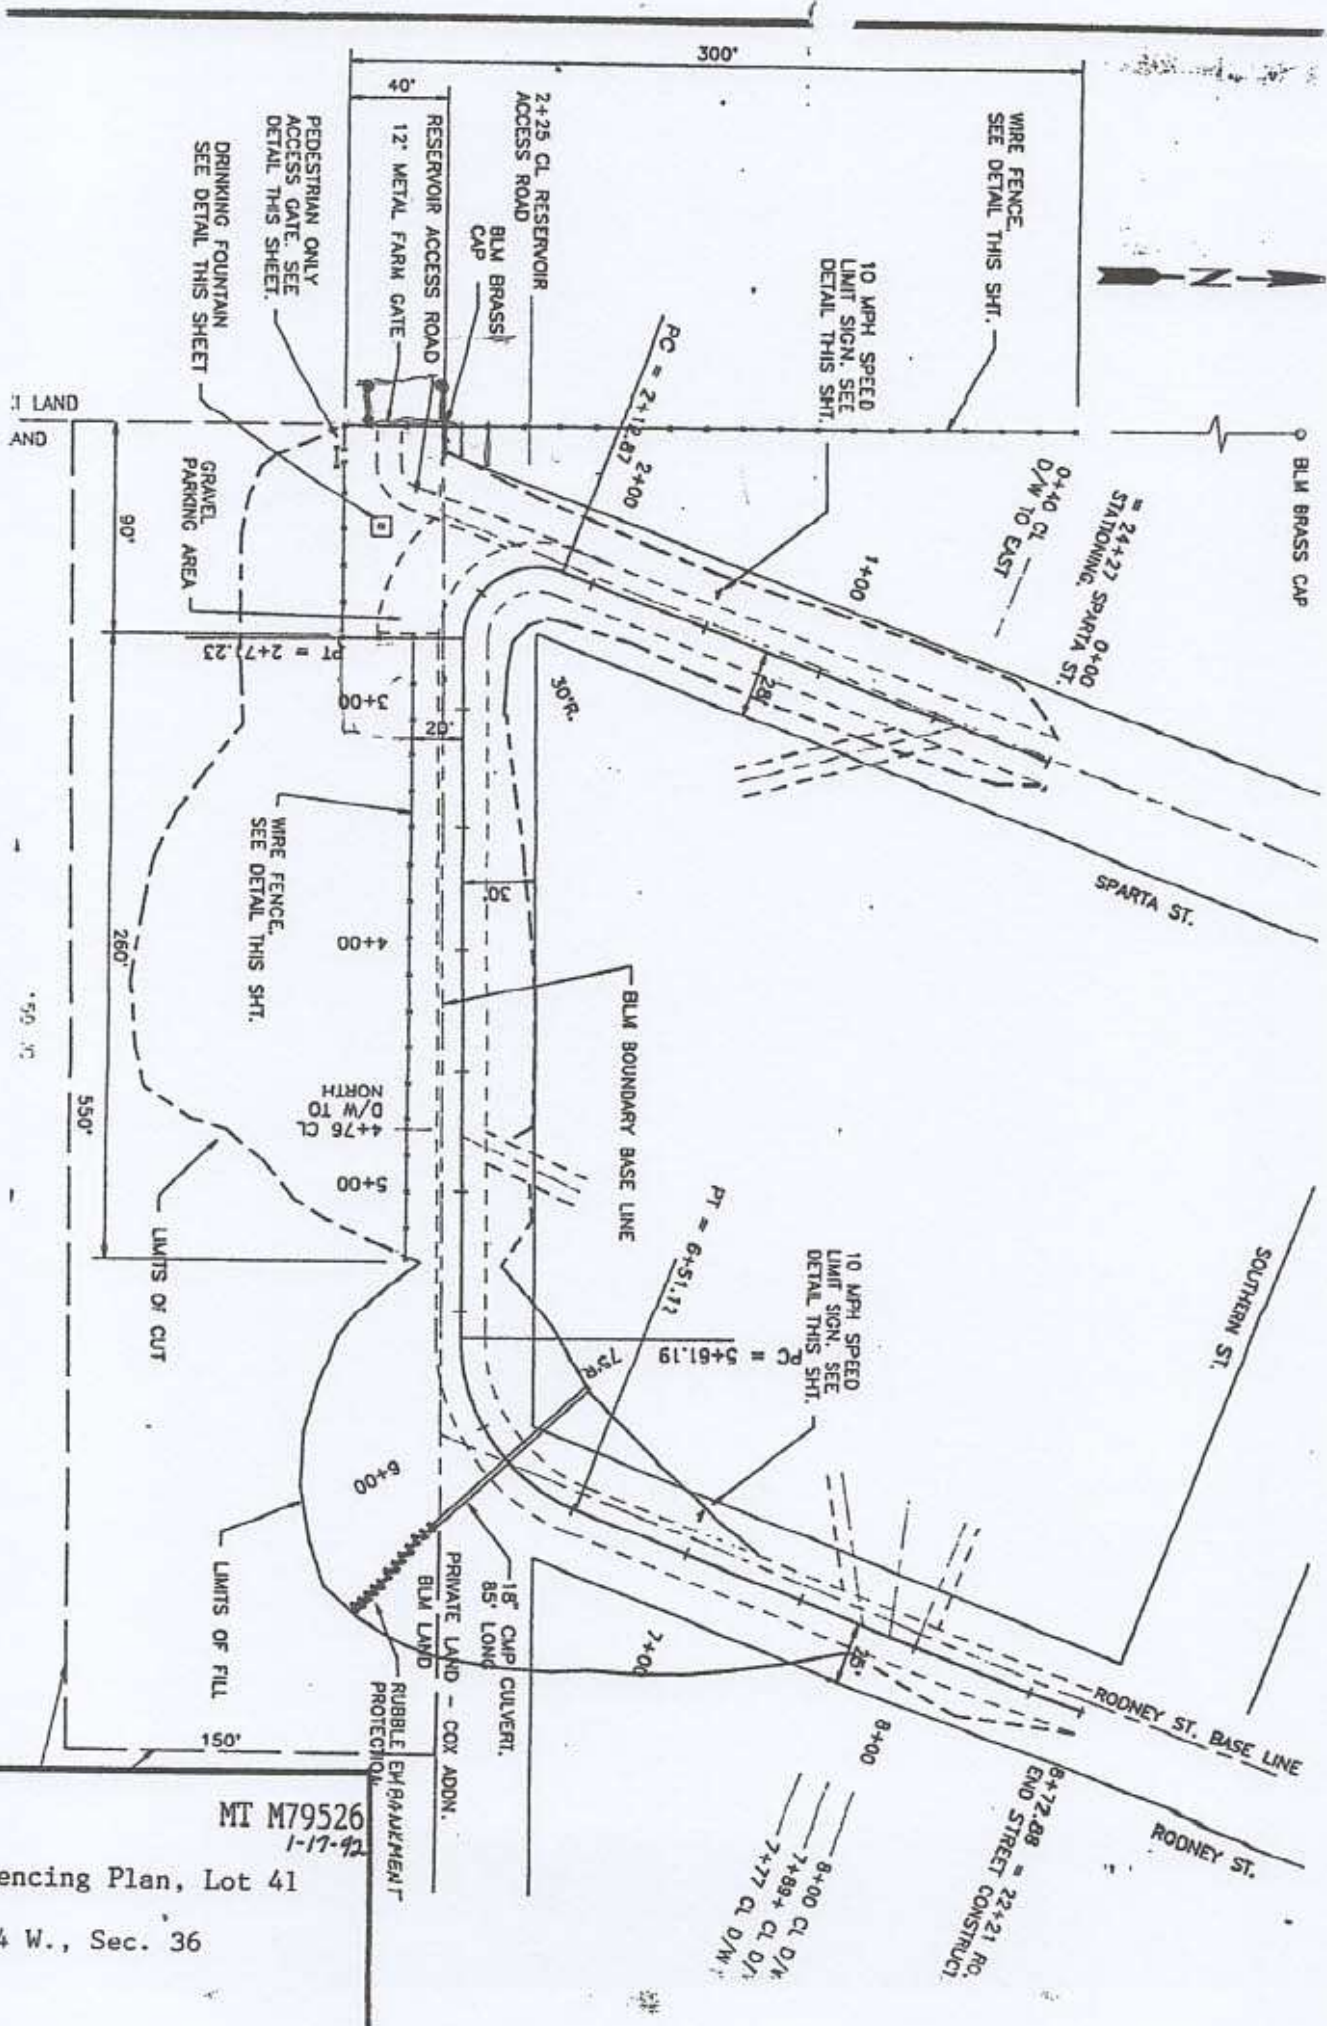 300'
40'
WIRE FENCE.
SEE DETAIL THIS SHT.
2+25 CL RESERVOIR
ACCESS ROAD
BLM BRASS
CAP
RESERVOIR ACCESS ROAD
12' METAL FARM GATE
PEDESTRIAN ONLY
ACCESS GATE. SEE
DETAIL THIS SHEET.
DRINKING FOUNTAIN
SEE DETAIL THIS SHEET
10 MPH SPEED
LIMIT SIGN. SEE
DETAIL THIS SHT.
N
BLM BRASS CAP
PC = 2+12.87
2+00
1+00
0+40 CL
D/W TO EAST
0+00
= 24+27 SPARTA ST.
STATIONING.
LAND
AND
90'
GRAVEL
PARKING AREA
PT = 2+71.23
3+00
20'
30'R.
28'
SPARTA ST.
WIRE FENCE.
SEE DETAIL THIS SHT.
30'
4+00
260'
BLM BOUNDARY BASE LINE
4+76 CL
D/W TO
NORTH
5+00
550'
LIMITS OF CUT
PT = 6+51.12
PC = 5+61.19
75'R
10 MPH SPEED
LIMIT SIGN. SEE
DETAIL THIS SHT.
SOUTHERN ST.
6+00
LIMITS OF FILL
18" CMP CULVERT.
85' LONG
PRIVATE LAND - COX ADDN.
BLM LAND
RUBBLE EMBANKMENT
PROTECTION
7+00
25'
8+00
RODNEY ST. BASE LINE
RODNEY ST.
8+72.88 = 22+21 RO.
END STREET CONSTRUCT.
8+00 CL D/W
7+89+ CL D/
7+77 CL D/W
150'
MT M79526
1-17-92
encing Plan, Lot 41
4 W., Sec. 36